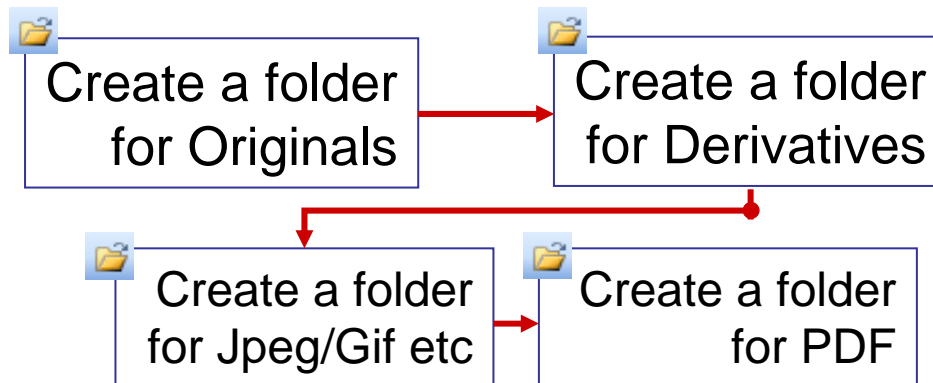 Create a folder
for Originals
Create a folder
for Derivatives
Create a folder
for Jpeg/Gif etc
Create a folder
for PDF